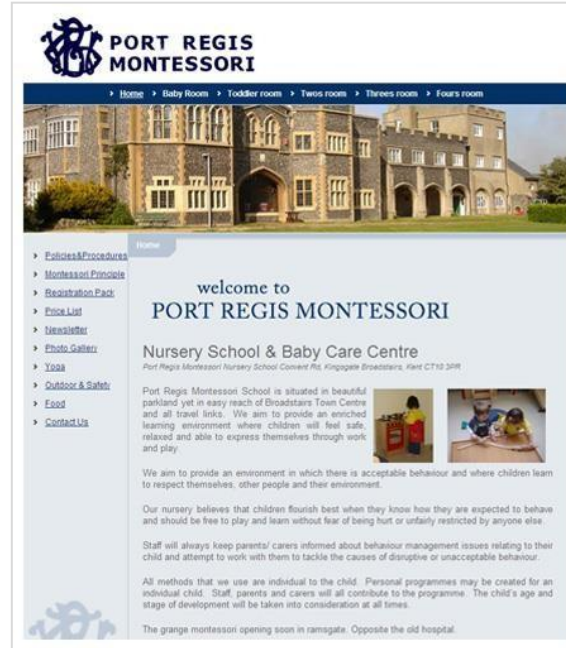 PORT REGIS
MONTESSORI
Home Baby Room Toddler room Twos room Threes room Fours room
Home
Policies&Procedures
Montessori Principle
Registration Pack
Price List
Newsletter
Photo Gallery
Yoga
Outdoor & Safety
Food
Contact Us
welcome to
PORT REGIS MONTESSORI
Nursery School & Baby Care Centre
Port Regis Montessori Nursery School Convent Rd, Kingsgate Broadstairs, Kent CT10 3PR
Port Regis Montessori School is situated in beautiful
parkland yet in easy reach of Broadstairs Town Centre
and all travel links. We aim to provide an enriched
learning environment where children will feel safe,
relaxed and able to express themselves through work
and play.
We aim to provide an environment in which there is acceptable behaviour and where children learn
to respect themselves, other people and their environment.
Our nursery believes that children flourish best when they know how they are expected to behave
and should be free to play and learn without fear of being hurt or unfairly restricted by anyone else.
Staff will always keep parents/ carers informed about behaviour management issues relating to their
child and attempt to work with them to tackle the causes of disruptive or unacceptable behaviour.
All methods that we use are individual to the child. Personal programmes may be created for an
individual child. Staff, parents and carers will all contribute to the programme. The child's age and
stage of development will be taken into consideration at all times.
The grange montessori opening soon in ramsgate. Opposite the old hospital.